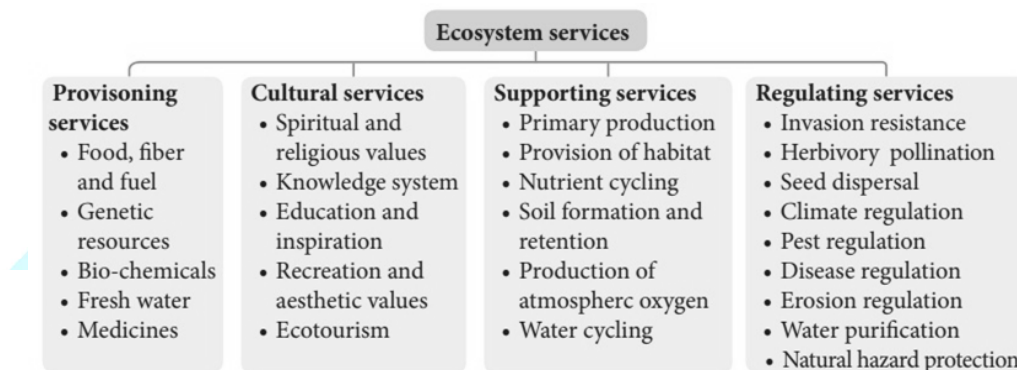 Ecosystem services
Provisoning
services
• Food, fiber
and fuel
• Genetic
resources
• Bio-chemicals
• Fresh water
• Medicines
Cultural services
• Spiritual and
religious values
• Knowledge system
• Education and
inspiration
• Recreation and
aesthetic values
• Ecotourism
Supporting services
• Primary production
• Provision of habitat
• Nutrient cycling
• Soil formation and
retention
• Production of
atmospherc oxygen
• Water cycling
Regulating services
• Invasion resistance
• Herbivory pollination
• Seed dispersal
• Climate regulation
• Pest regulation
• Disease regulation
• Erosion regulation
• Water purification
• Natural hazard protection